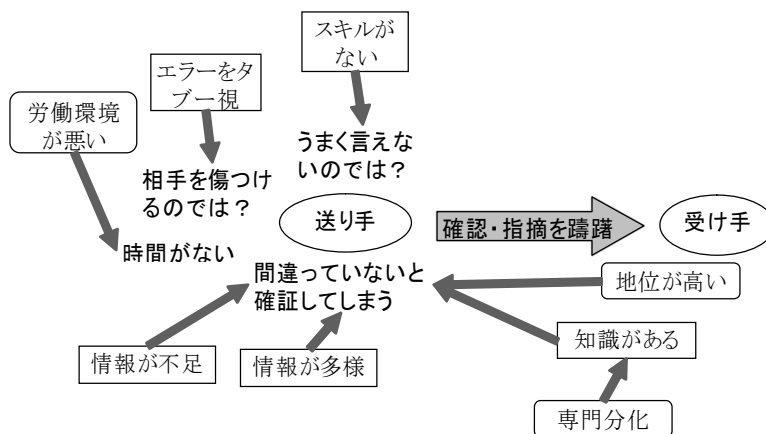 スキルが
ない
エラーをタ
ブー視
労働環境
が悪い
うまく言えな
いのでは？
相手を傷つけ
るのでは？
送り手
確認・指摘を躊躇
受け手
時間がない
間違っていないと
確証してしまう
地位が高い
情報が不足
情報が多様
知識がある
専門分化